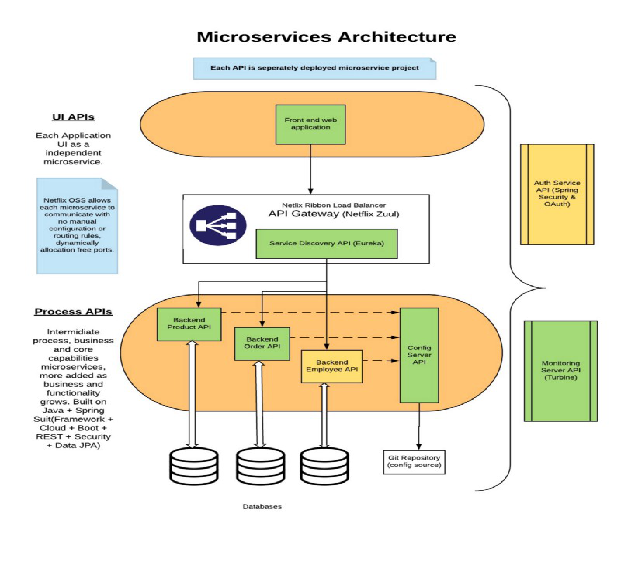 Microservices Architecture
Each API is seperately deployed microservice project
UI APIs
Each Application
UI as a
independent
microservice.
Front end web
application
Netflix OSS allows
each microservice to
communicate with
no manual
configuration or
routing rules,
dynamically
allocation free ports.
Netlix Ribbon Load Balancer
API Gateway (Netflix Zuul)
Service Discovery API (Eureka)
Auth Service
API (Spring
Security &
OAuth)
Process APIs
Intermidiate
process, business
and core
capabilities
microservices,
more added as
business and
functionality
grows. Built on
Java + Spring
Suit(Framework +
Cloud + Boot +
REST + Security
+ Data JPA)
Backend
Product API
Backend
Order API
Backend
Employee API
Config
Server
API
Monitoring
Server API
(Turbine)
Git Repository
(config source)
Databases